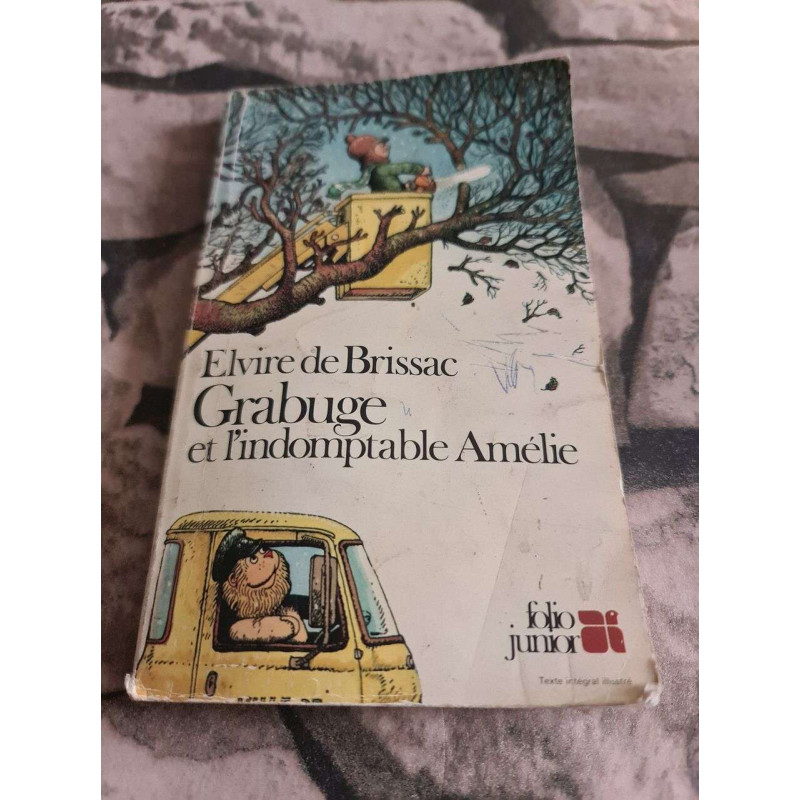 Elvire de Brissac
Grabuge
et l'indomptable Amélie
folio
junior
Texte intégral illustré